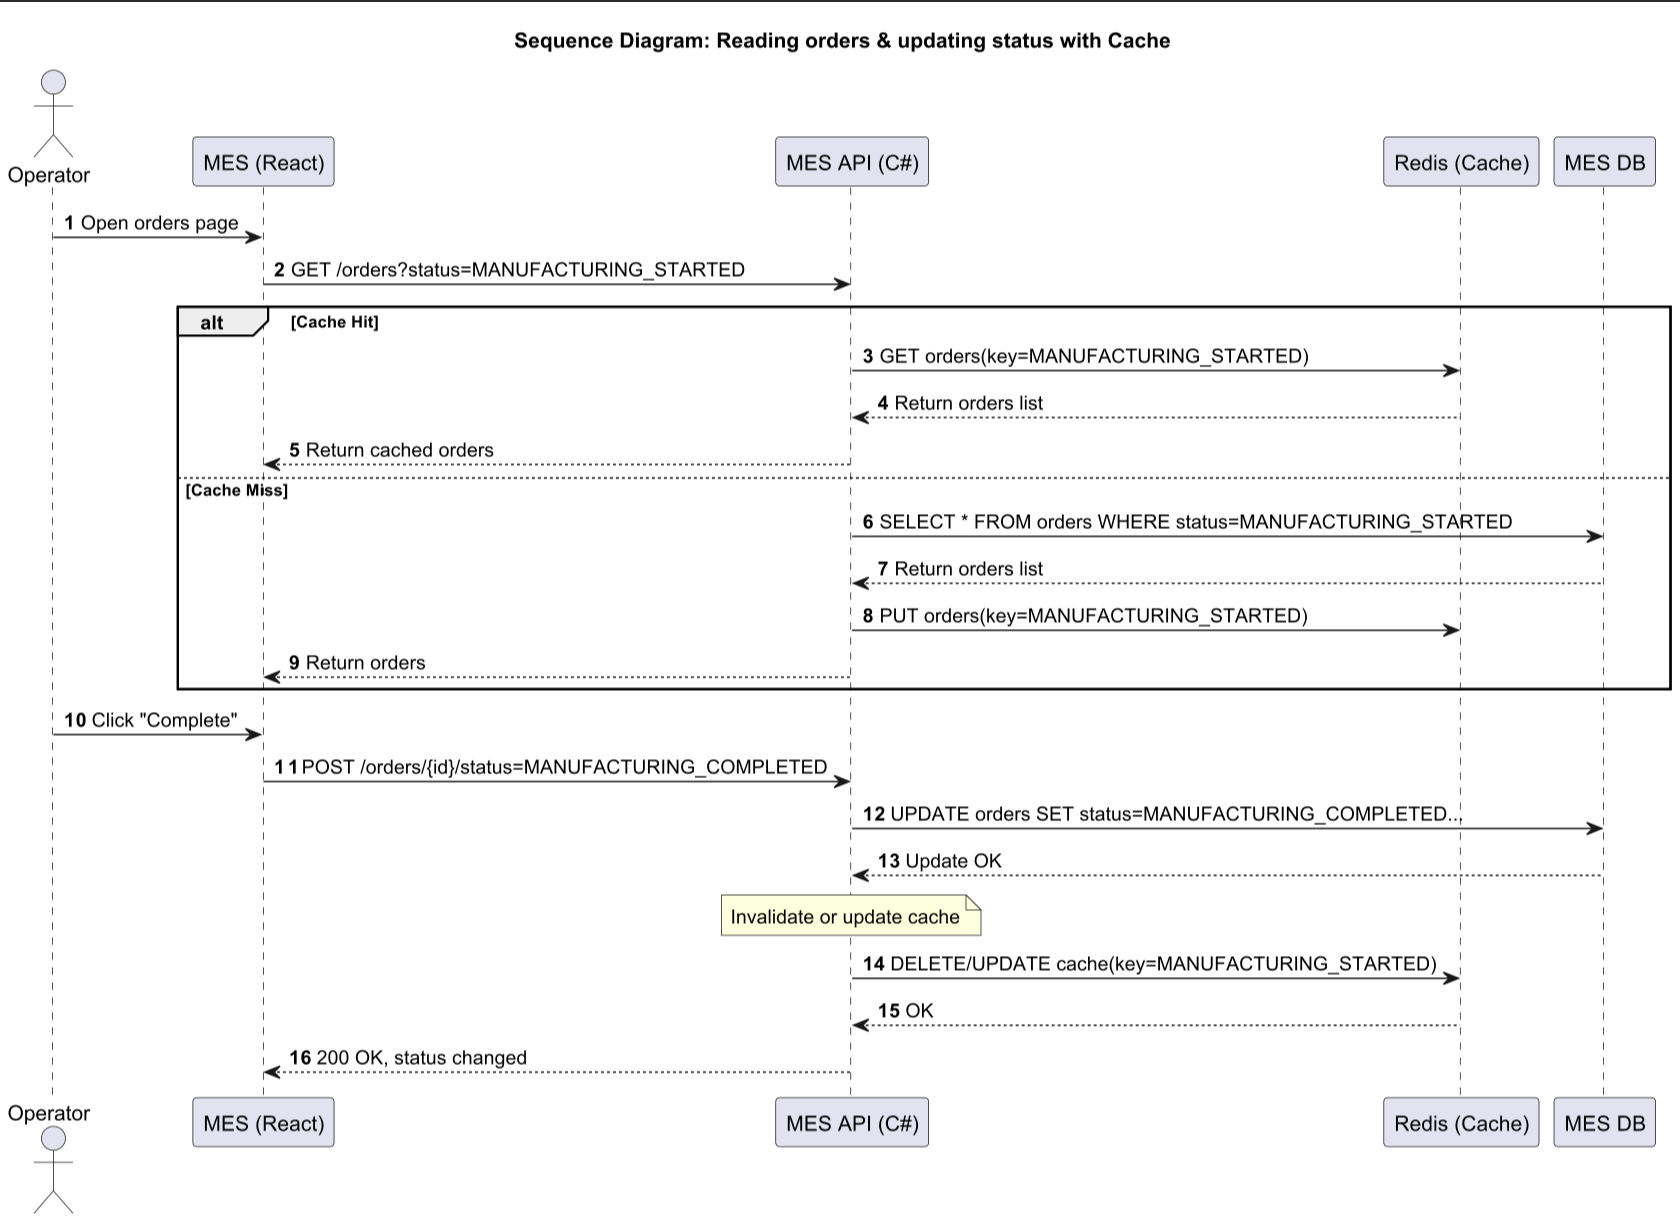 Sequence Diagram: Reading orders & updating status with Cache
Operator
MES (React)
MES API (C#)
Redis (Cache)
MES DB
1 Open orders page
2 GET /orders?status=MANUFACTURING_STARTED
alt
[Cache Hit]
3 GET orders(key=MANUFACTURING_STARTED)
4 Return orders list
5 Return cached orders
[Cache Miss]
6 SELECT * FROM orders WHERE status=MANUFACTURING_STARTED
7 Return orders list
8 PUT orders(key=MANUFACTURING_STARTED)
9 Return orders
10 Click "Complete"
11 POST /orders/{id}/status=MANUFACTURING_COMPLETED
12 UPDATE orders SET status=MANUFACTURING_COMPLETED...
13 Update OK
Invalidate or update cache
14 DELETE/UPDATE cache(key=MANUFACTURING_STARTED)
15 OK
16 200 OK, status changed
Operator
MES (React)
MES API (C#)
Redis (Cache)
MES DB